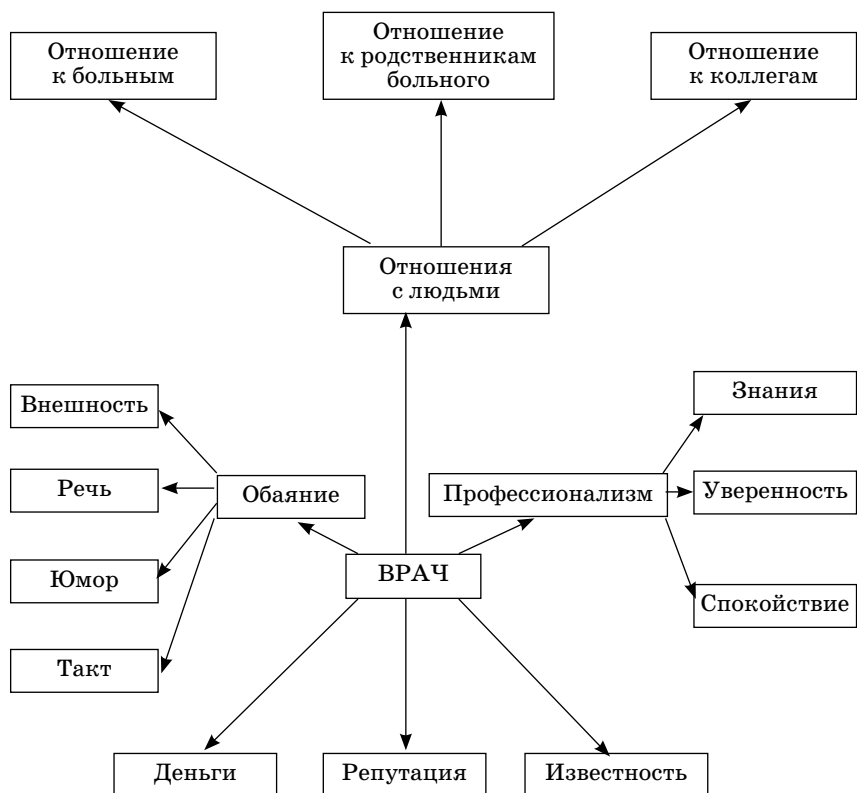 Отношение
к больным
Отношение
к родственникам
больного
Отношение
к коллегам
Отношения
с людьми
Внешность
Речь
Юмор
Такт
Обаяние
Профессионализм
Знания
Уверенность
Спокойствие
ВРАЧ
Деньги
Репутация
Известность